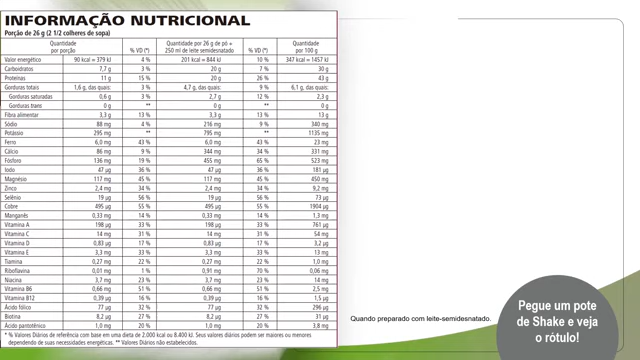 INFORMAÇÃO NUTRICIONAL
Porção de 26 g (2 1/2 colheres de sopa)
Quantidade por porção | % VD (*) | Quantidade por 26 g de pó + 250 ml de leite semidesnatado | % VD (*) | Quantidade por 100 g
Valor energético 90 kcal = 379 kJ 4 % 201 kcal = 844 kJ 10 % 347 kcal = 1457 kJ
Carboidratos 7,7 g 3 % 20 g 7 % 30 g
Proteínas 11 g 15 % 20 g 26 % 43 g
Gorduras totais 1,6 g, das quais: 3 % 4,7 g, das quais: 9 % 6,1 g, das quais:
Gorduras saturadas 0,6 g 3 % 2,7 g 12 % 2,3 g
Gorduras trans 0 g ** 0 g ** 0 g
Fibra alimentar 3,3 g 13 % 3,3 g 13 % 13 g
Sódio 88 mg 4 % 216 mg 9 % 340 mg
Potássio 295 mg ** 795 mg ** 1135 mg
Ferro 6,0 mg 43 % 6,0 mg 43 % 23 mg
Cálcio 86 mg 9 % 344 mg 34 % 331 mg
Fósforo 136 mg 19 % 455 mg 65 % 523 mg
Iodo 47 µg 36 % 47 µg 36 % 181 µg
Magnésio 117 mg 45 % 117 mg 45 % 450 mg
Zinco 2,4 mg 34 % 2,4 mg 34 % 9,2 mg
Selênio 19 µg 56 % 19 µg 56 % 73 µg
Cobre 495 µg 55 % 495 µg 55 % 1904 µg
Manganês 0,33 mg 14 % 0,33 mg 14 % 1,3 mg
Vitamina A 198 µg 33 % 198 µg 33 % 761 µg
Vitamina C 14 mg 31 % 14 mg 31 % 54 mg
Vitamina D 0,83 µg 17 % 0,83 µg 17 % 3,2 µg
Vitamina E 3,3 mg 33 % 3,3 mg 33 % 13 mg
Tiamina 0,27 mg 22 % 0,27 mg 22 % 1,0 mg
Riboflavina 0,01 mg 1 % 0,91 mg 70 % 0,06 mg
Niacina 3,7 mg 23 % 3,7 mg 23 % 14 mg
Vitamina B6 0,66 mg 51 % 0,66 mg 51 % 2,5 mg
Vitamina B12 0,39 µg 16 % 0,39 µg 16 % 1,5 µg
Ácido fólico 77 µg 32 % 77 µg 32 % 296 µg
Biotina 8,2 µg 27 % 8,2 µg 27 % 31 µg
Ácido pantotênico 1,0 mg 20 % 1,0 mg 20 % 3,8 mg
* % Valores Diários de referência com base em uma dieta de 2.000 kcal ou 8.400 kJ. Seus valores diários podem ser maiores ou menores
dependendo de suas necessidades energéticas. ** Valores Diários não estabelecidos.
Quando preparado com leite-semidesnatado.
Pegue um pote
de Shake e veja
o rótulo!